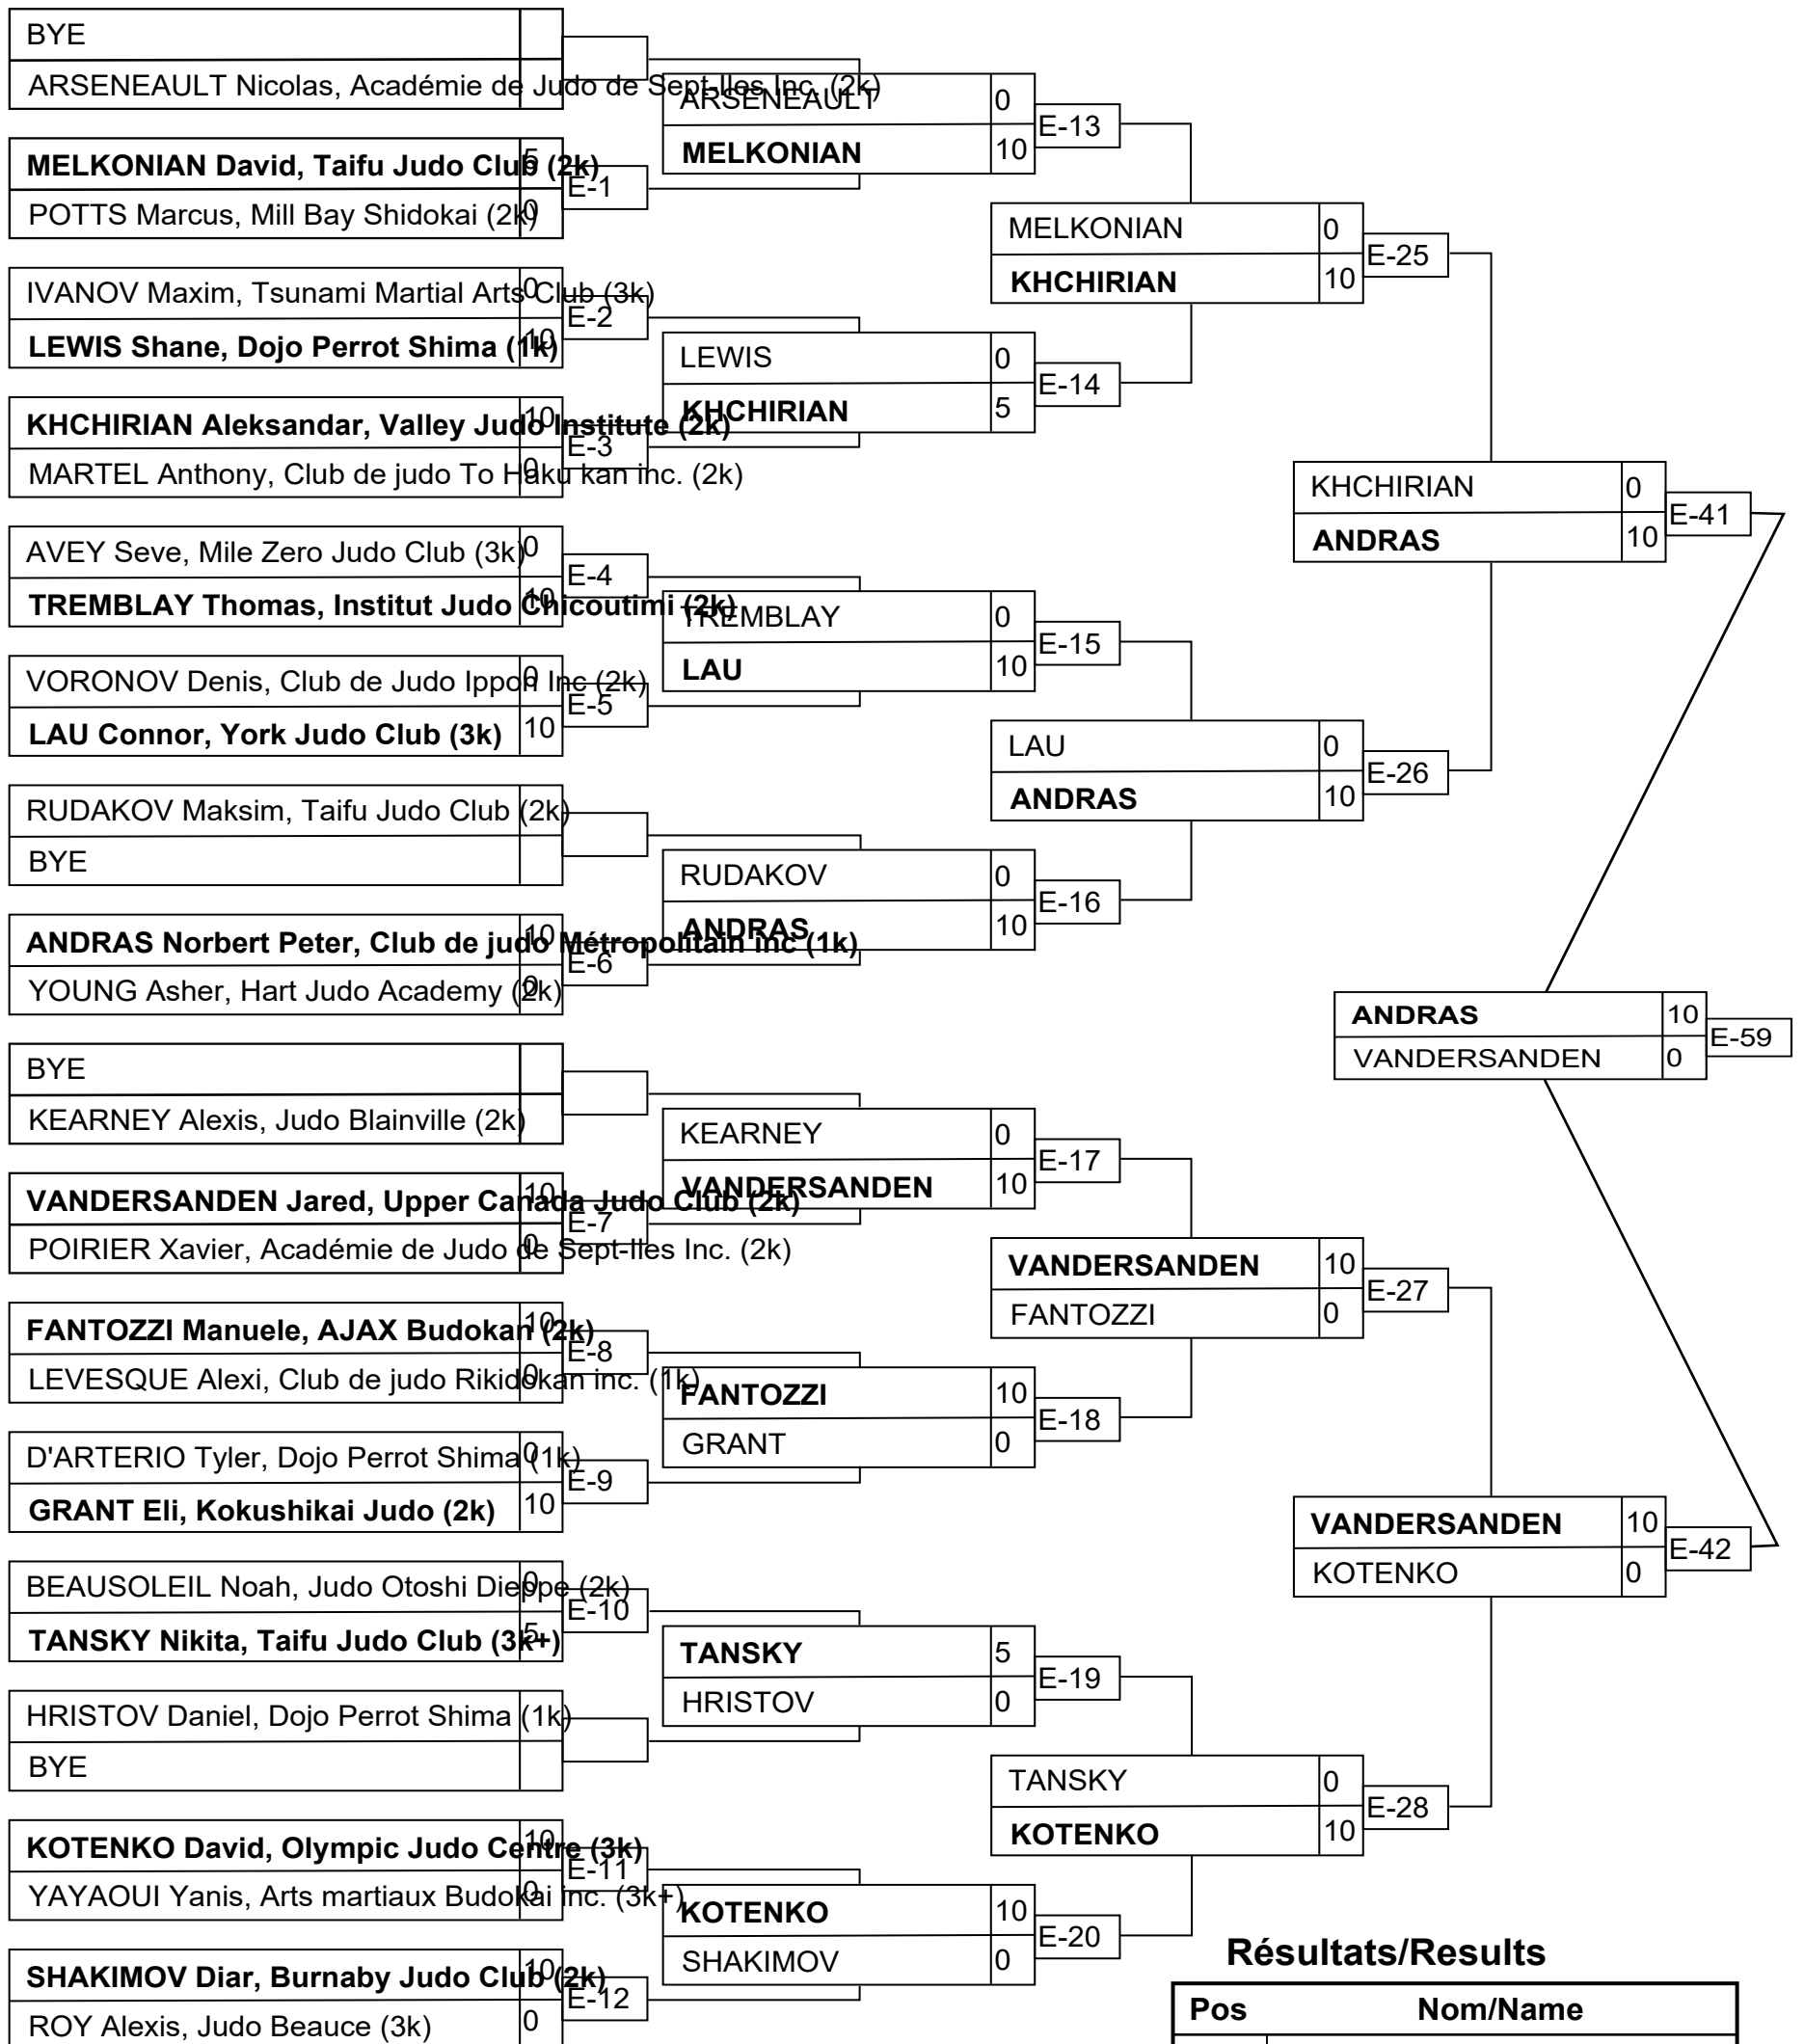 BYE
ARSENEAULT Nicolas, Académie de Judo de Sept-Iles Inc. (2k)
MELKONIAN David, Taifu Judo Club (2k) 5
E-1
POTTS Marcus, Mill Bay Shidokai (2k) 0
IVANOV Maxim, Tsunami Martial Arts Club (3k) 0
E-2
LEWIS Shane, Dojo Perrot Shima (1k) 10
KHCHIRIAN Aleksandar, Valley Judo Institute (2k) 10
E-3
MARTEL Anthony, Club de judo To Haku kan inc. (2k) 0
AVEY Seve, Mile Zero Judo Club (3k) 0
E-4
TREMBLAY Thomas, Institut Judo Chicoutimi (2k) 10
VORONOV Denis, Club de Judo Ippon Inc (2k) 0
E-5
LAU Connor, York Judo Club (3k) 10
RUDAKOV Maksim, Taifu Judo Club (2k)
BYE
ANDRAS Norbert Peter, Club de judo Métropolitain inc (1k) 10
E-6
YOUNG Asher, Hart Judo Academy (2k) 0
BYE
KEARNEY Alexis, Judo Blainville (2k)
VANDERSANDEN Jared, Upper Canada Judo Club (2k) 10
E-7
POIRIER Xavier, Académie de Judo de Sept-Iles Inc. (2k) 0
FANTOZZI Manuele, AJAX Budokan (2k) 10
E-8
LEVESQUE Alexi, Club de judo Rikidokan inc. (1k) 0
D'ARTERIO Tyler, Dojo Perrot Shima (1k) 0
E-9
GRANT Eli, Kokushikai Judo (2k) 10
BEAUSOLEIL Noah, Judo Otoshi Dieppe (2k) 0
E-10
TANSKY Nikita, Taifu Judo Club (3k+) 5
HRISTOV Daniel, Dojo Perrot Shima (1k)
BYE
KOTENKO David, Olympic Judo Centre (3k) 10
E-11
YAYAOUI Yanis, Arts martiaux Budokai inc. (3k+) 0
SHAKIMOV Diar, Burnaby Judo Club (2k) 10
E-12
ROY Alexis, Judo Beauce (3k) 0
ARSENEAULT 0
E-13
MELKONIAN 10
LEWIS 0
E-14
KHCHIRIAN 5
TREMBLAY 0
E-15
LAU 10
RUDAKOV 0
E-16
ANDRAS 10
KEARNEY 0
E-17
VANDERSANDEN 10
FANTOZZI 10
E-18
GRANT 0
TANSKY 5
E-19
HRISTOV 0
KOTENKO 10
E-20
SHAKIMOV 0
MELKONIAN 0
E-25
KHCHIRIAN 10
LAU 0
E-26
ANDRAS 10
VANDERSANDEN 10
E-27
FANTOZZI 0
TANSKY 0
E-28
KOTENKO 10
KHCHIRIAN 0
E-41
ANDRAS 10
VANDERSANDEN 10
E-42
KOTENKO 0
ANDRAS 10
E-59
VANDERSANDEN 0
Résultats/Results
Pos Nom/Name